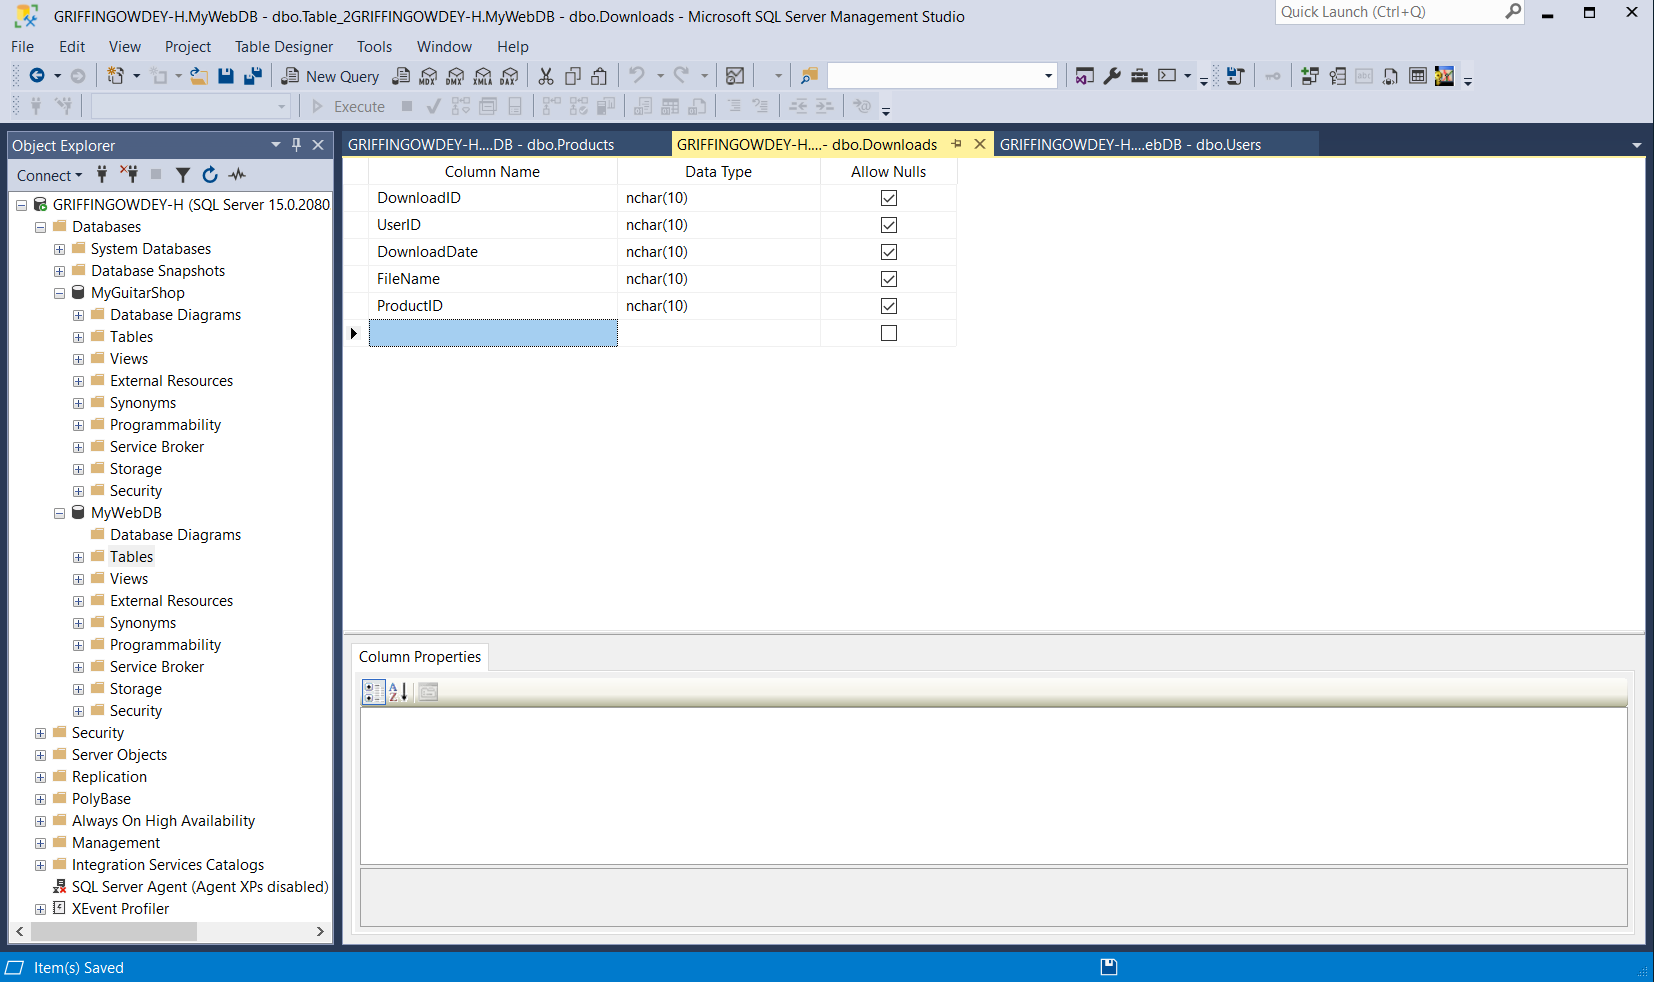 GRIFFINGOWDEY-H.MyWebDB - dbo.Table_2GRIFFINGOWDEY-H.MyWebDB - dbo.Downloads - Microsoft SQL Server Management Studio
Quick Launch (Ctrl+Q)
File Edit View Project Table Designer Tools Window Help
New Query MDX DMX XMLA DAX
Execute
Object Explorer
Connect
GRIFFINGOWDEY-H (SQL Server 15.0.2080
Databases
System Databases
Database Snapshots
MyGuitarShop
Database Diagrams
Tables
Views
External Resources
Synonyms
Programmability
Service Broker
Storage
Security
MyWebDB
Database Diagrams
Tables
Views
External Resources
Synonyms
Programmability
Service Broker
Storage
Security
Security
Server Objects
Replication
PolyBase
Always On High Availability
Management
Integration Services Catalogs
SQL Server Agent (Agent XPs disabled)
XEvent Profiler
GRIFFINGOWDEY-H....DB - dbo.Products GRIFFINGOWDEY-H....- dbo.Downloads GRIFFINGOWDEY-H....ebDB - dbo.Users
Column Name Data Type Allow Nulls
DownloadID nchar(10)
UserID nchar(10)
DownloadDate nchar(10)
FileName nchar(10)
ProductID nchar(10)
Column Properties
Item(s) Saved